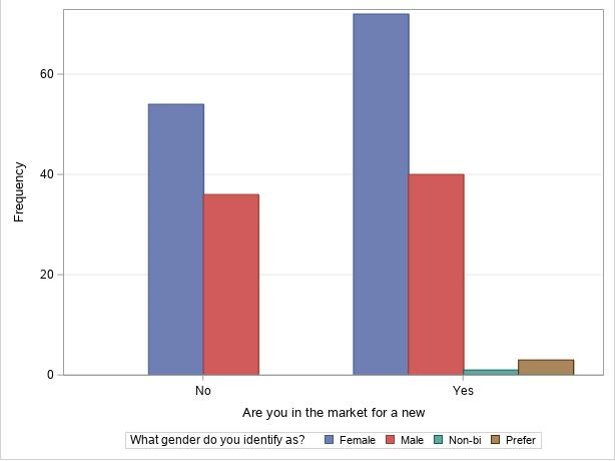 60
40
20
0
Frequency
No Yes
Are you in the market for a new
What gender do you identify as? Female Male Non-bi Prefer